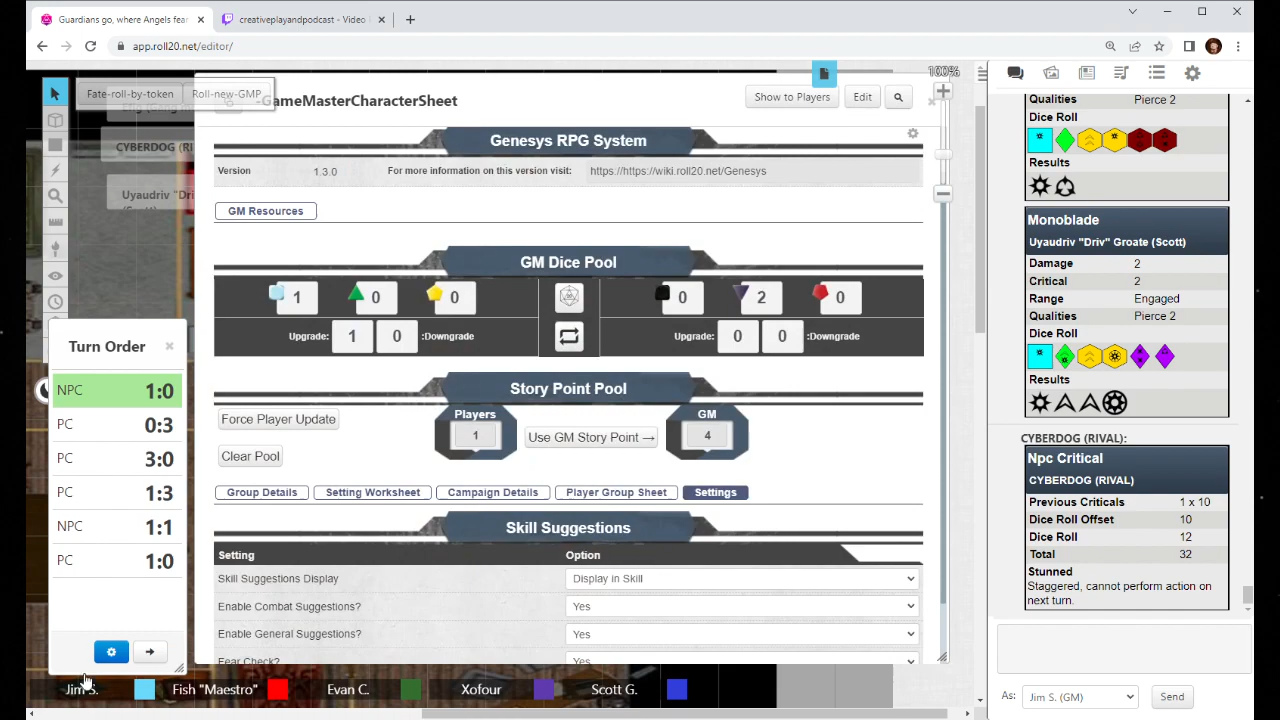 Guardians go, where Angels fear
creativeplayandpodcast - Video
app.roll20.net/editor/
Fate-roll-by-token
Roll-new-GMP
CYBERDOG (RI
Uyaudriv "Dri
(Scott)
-GameMasterCharacterSheet
Show to Players
Edit
100%
Genesys RPG System
Version
1.3.0
For more information on this version visit:
https://https://wiki.roll20.net/Genesys
GM Resources
GM Dice Pool
1
0
0
0
2
0
Upgrade:
1
0
:Downgrade
Upgrade:
0
0
:Downgrade
Story Point Pool
Force Player Update
Clear Pool
Players
1
Use GM Story Point →
GM
4
Group Details
Setting Worksheet
Campaign Details
Player Group Sheet
Settings
Skill Suggestions
Setting
Option
Skill Suggestions Display
Display in Skill
Enable Combat Suggestions?
Yes
Enable General Suggestions?
Yes
Fear Check?
Yes
Turn Order
NPC 1:0
PC 0:3
PC 3:0
PC 1:3
NPC 1:1
PC 1:0
Jim S.
Fish "Maestro"
Evan C.
Xofour
Scott G.
Qualities Pierce 2
Dice Roll
Results
Monoblade
Uyaudriv "Driv" Groate (Scott)
Damage 2
Critical 2
Range Engaged
Qualities Pierce 2
Dice Roll
Results
CYBERDOG (RIVAL):
Npc Critical
CYBERDOG (RIVAL)
Previous Criticals 1 x 10
Dice Roll Offset 10
Dice Roll 12
Total 32
Stunned
Staggered, cannot perform action on
next turn.
As:
Jim S. (GM)
Send